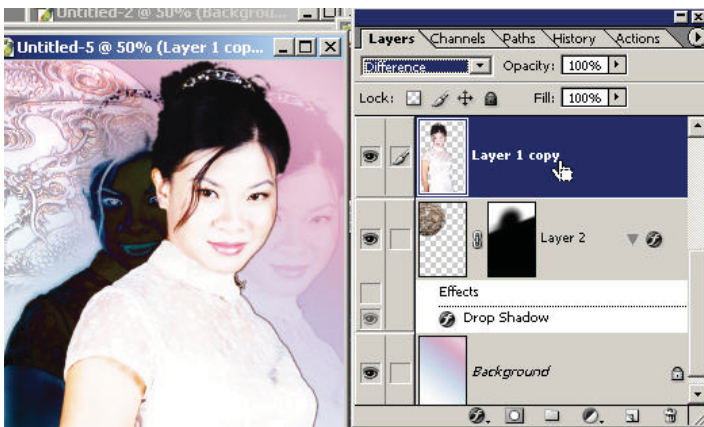 Untitled-2 @ 50% (Backgrou...
Untitled-5 @ 50% (Layer 1 cop...
Layers Channels Paths History Actions
Difference Opacity: 100%
Lock: Fill: 100%
Layer 1 copy
Layer 2
Effects
Drop Shadow
Background